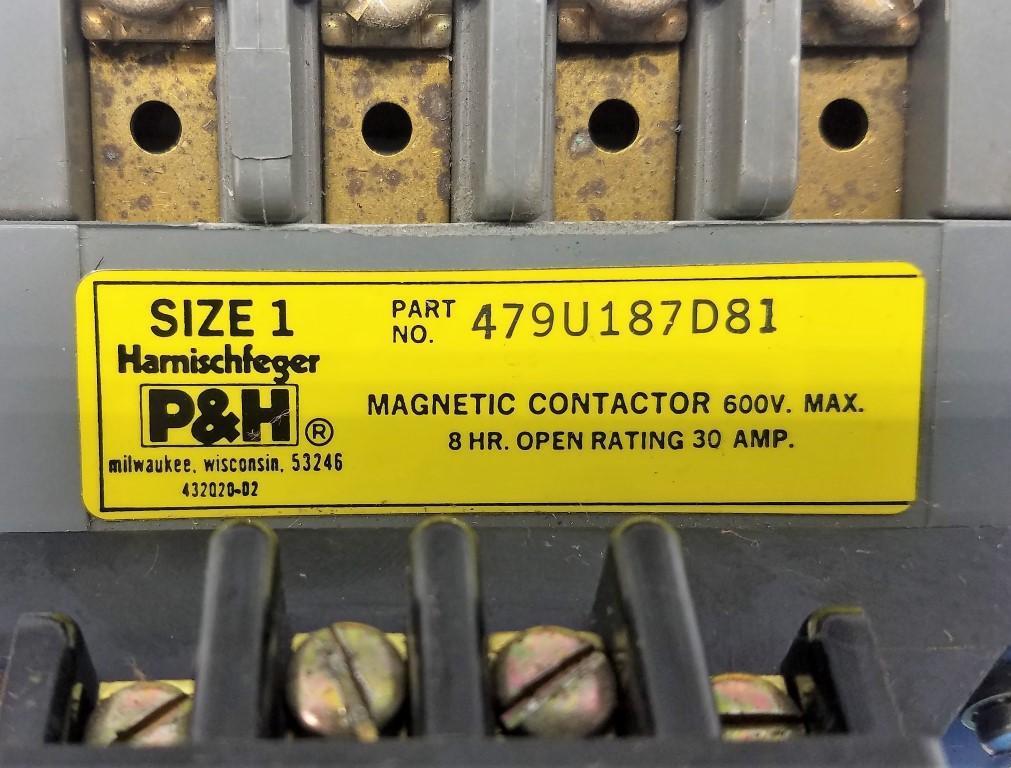 SIZE 1
Harnischfeger
P&H ®
milwaukee, wisconsin, 53246
432020-02
PART NO. 479U187D81
MAGNETIC CONTACTOR 600V. MAX.
8 HR. OPEN RATING 30 AMP.